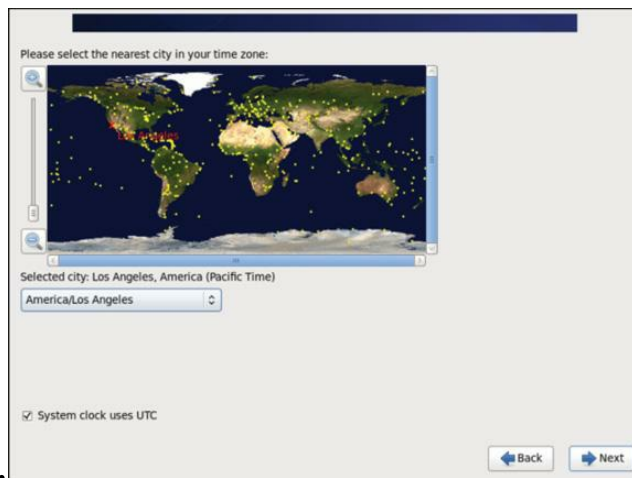 Please select the nearest city in your time zone:
Los Angeles
Selected city: Los Angeles, America (Pacific Time)
America/Los Angeles
System clock uses UTC
Back
Next